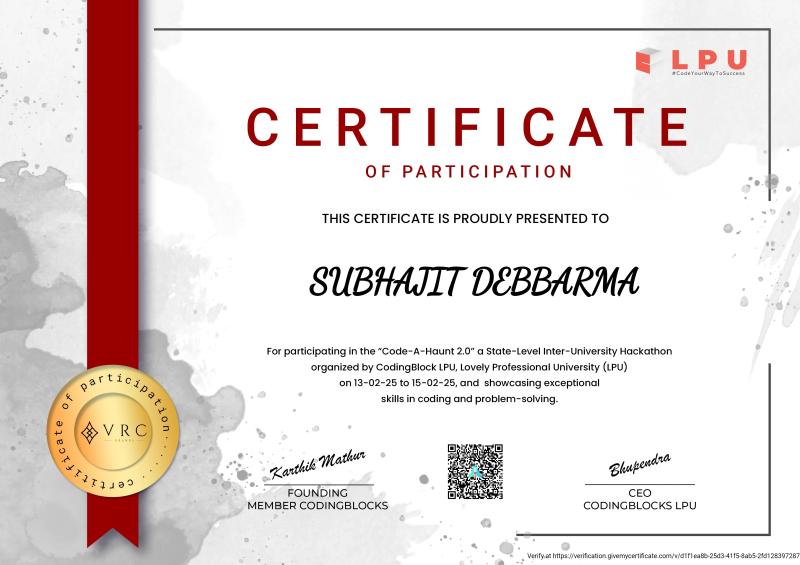 LPU
#CodeYourWayToSuccess
CERTIFICATE
OF PARTICIPATION
THIS CERTIFICATE IS PROUDLY PRESENTED TO
SUBHAJIT DEBBARMA
For participating in the “Code-A-Haunt 2.0” a State-Level Inter-University Hackathon
organized by CodingBlock LPU, Lovely Professional University (LPU)
on 13-02-25 to 15-02-25, and showcasing exceptional
skills in coding and problem-solving.
certificate of participation
VRC
certificate
Karthik Mathur
FOUNDING
MEMBER CODINGBLOCKS
Bhupendra
CEO
CODINGBLOCKS LPU
Verify.at https://verification.givemycertificate.com/v/d1f1ea8b-25d3-41f5-8ab5-2fd128397287